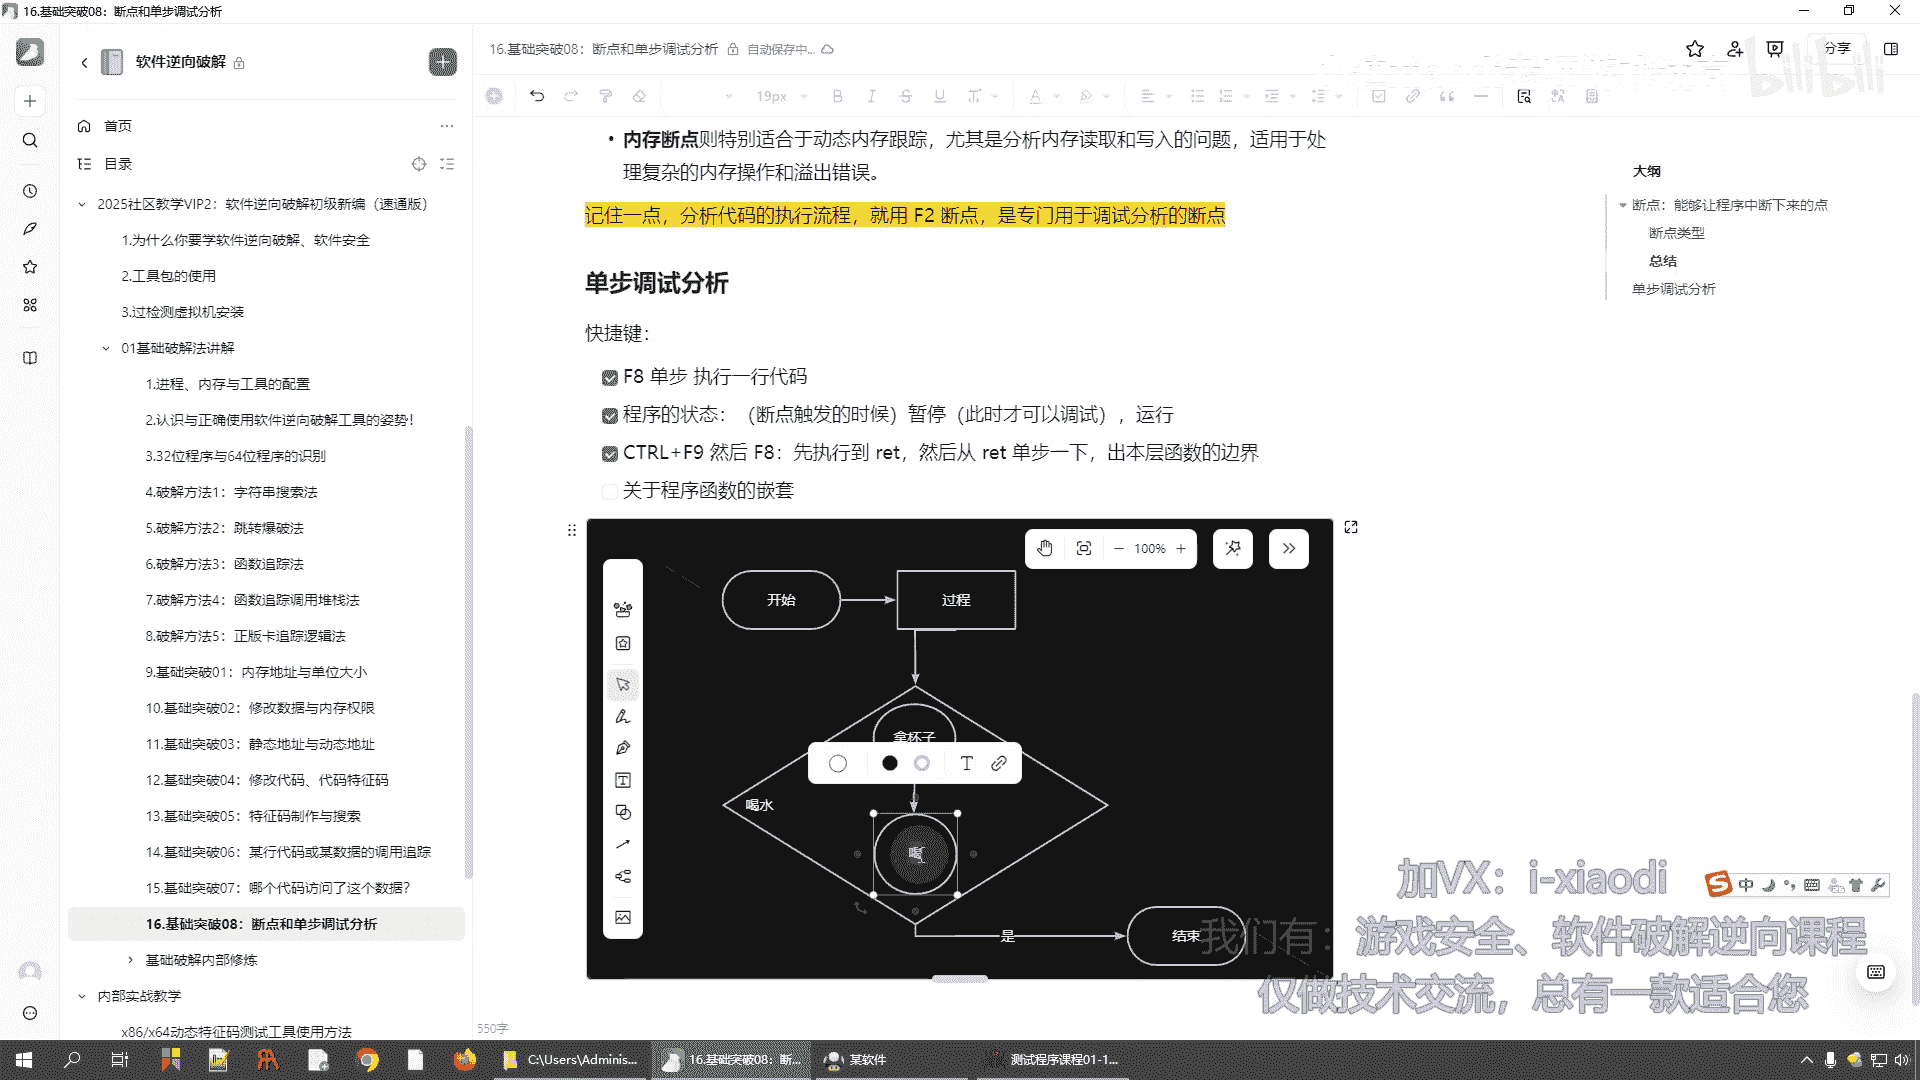 16.基础突破08：断点和单步调试分析
软件逆向破解
首页
目录
2025社区教学VIP2：软件逆向破解初级新编（速通版）
1.为什么你要学软件逆向破解、软件安全
2.工具包的使用
3.过检测虚拟机安装
01基础破解法讲解
1.进程、内存与工具的配置
2.认识与正确使用软件逆向破解工具的姿势！
3.32位程序与64位程序的识别
4.破解方法1：字符串搜索法
5.破解方法2：跳转爆破法
6.破解方法3：函数追踪法
7.破解方法4：函数追踪调用堆栈法
8.破解方法5：正版卡追踪逻辑法
9.基础突破01：内存地址与单位大小
10.基础突破02：修改数据与内存权限
11.基础突破03：静态地址与动态地址
12.基础突破04：修改代码、代码特征码
13.基础突破05：特征码制作与搜索
14.基础突破06：某行代码或某数据的调用追踪
15.基础突破07：哪个代码访问了这个数据？
16.基础突破08：断点和单步调试分析
基础破解内部修炼
内部实战教学
x86/x64动态特征码测试工具使用方法
16.基础突破08：断点和单步调试分析 自动保存中...
分享
bilibili
19px
内存断点则特别适合于动态内存跟踪，尤其是分析内存读取和写入的问题，适用于处
理复杂的内存操作和溢出错误。
记住一点，分析代码的执行流程，就用 F2 断点，是专门用于调试分析的断点
单步调试分析
快捷键：
F8 单步 执行一行代码
程序的状态：（断点触发的时候）暂停（此时才可以调试），运行
CTRL+F9 然后 F8：先执行到 ret，然后从 ret 单步一下，出本层函数的边界
关于程序函数的嵌套
100%
开始
过程
拿杯子
喝水
喝
是
结束
550字
大纲
断点：能够让程序中断下来的点
断点类型
总结
单步调试分析
加VX：i-xiaodi
中
我们有：游戏安全、软件破解逆向课程
仅做技术交流，总有一款适合您
C:\Users\Adminis...
16.基础突破08：断...
某软件
测试程序课程01-1...